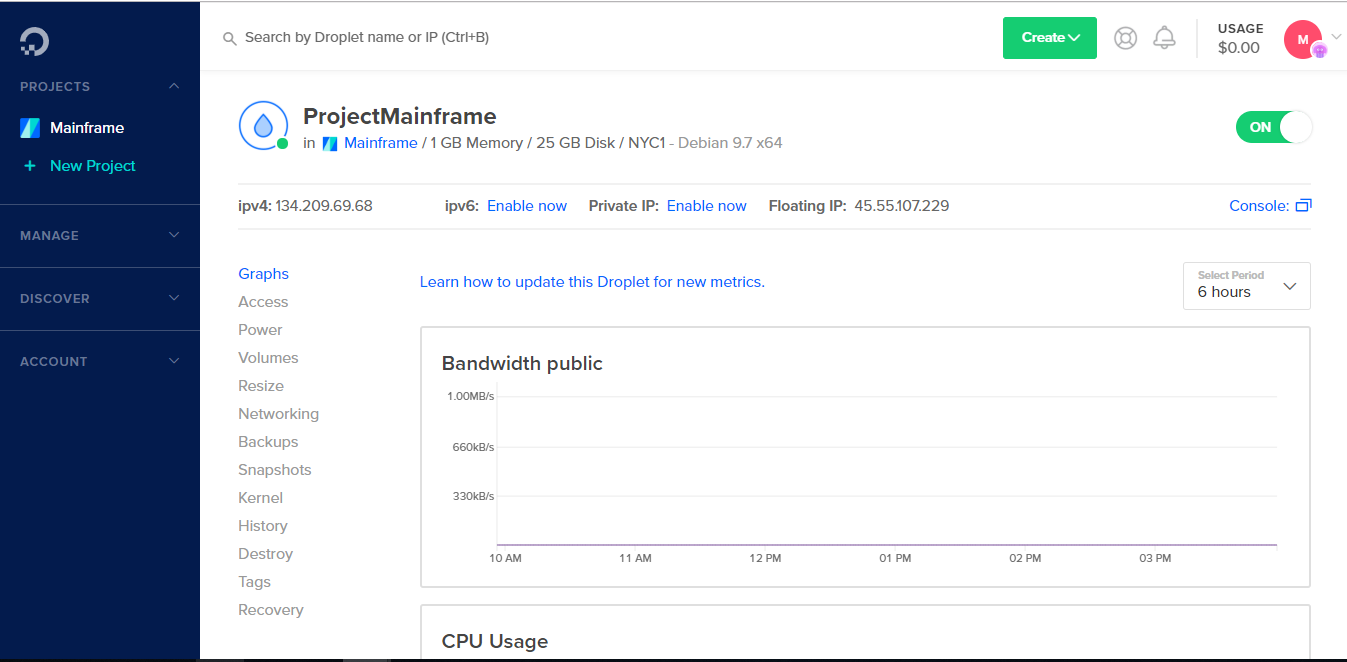 Search by Droplet name or IP (Ctrl+B)
Create
USAGE
$0.00
M
PROJECTS
Mainframe
+ New Project
MANAGE
DISCOVER
ACCOUNT
ProjectMainframe
in Mainframe / 1 GB Memory / 25 GB Disk / NYC1 - Debian 9.7 x64
ON
ipv4: 134.209.69.68 ipv6: Enable now Private IP: Enable now Floating IP: 45.55.107.229 Console:
Graphs
Access
Power
Volumes
Resize
Networking
Backups
Snapshots
Kernel
History
Destroy
Tags
Recovery
Learn how to update this Droplet for new metrics.
Select Period
6 hours
Bandwidth public
1.00MB/s
660kB/s
330kB/s
10 AM 11 AM 12 PM 01 PM 02 PM 03 PM
CPU Usage